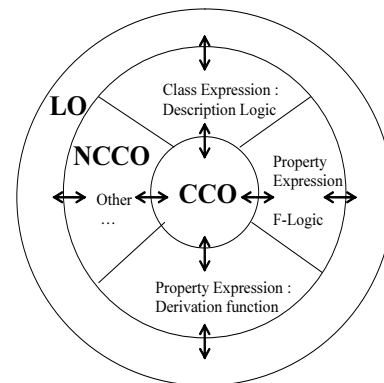 Class Expression :
Description Logic
LO
NCCO
Property
Expression
CCO
Other
...
F-Logic
Property Expression :
Derivation function